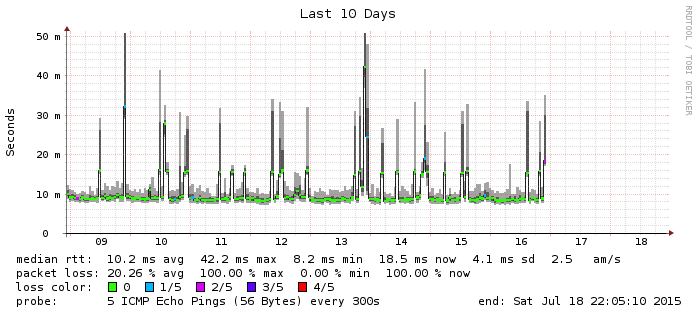 Last 10 Days
RRDTOOL / TOBI OETIKER
Seconds
50 m
40 m
30 m
20 m
10 m
0
09 10 11 12 13 14 15 16 17 18
median rtt: 10.2 ms avg 42.2 ms max 8.2 ms min 18.5 ms now 4.1 ms sd 2.5 am/s
packet loss: 20.26 % avg 100.00 % max 0.00 % min 100.00 % now
loss color: 0 1/5 2/5 3/5 4/5
probe: 5 ICMP Echo Pings (56 Bytes) every 300s end: Sat Jul 18 22:05:10 2015